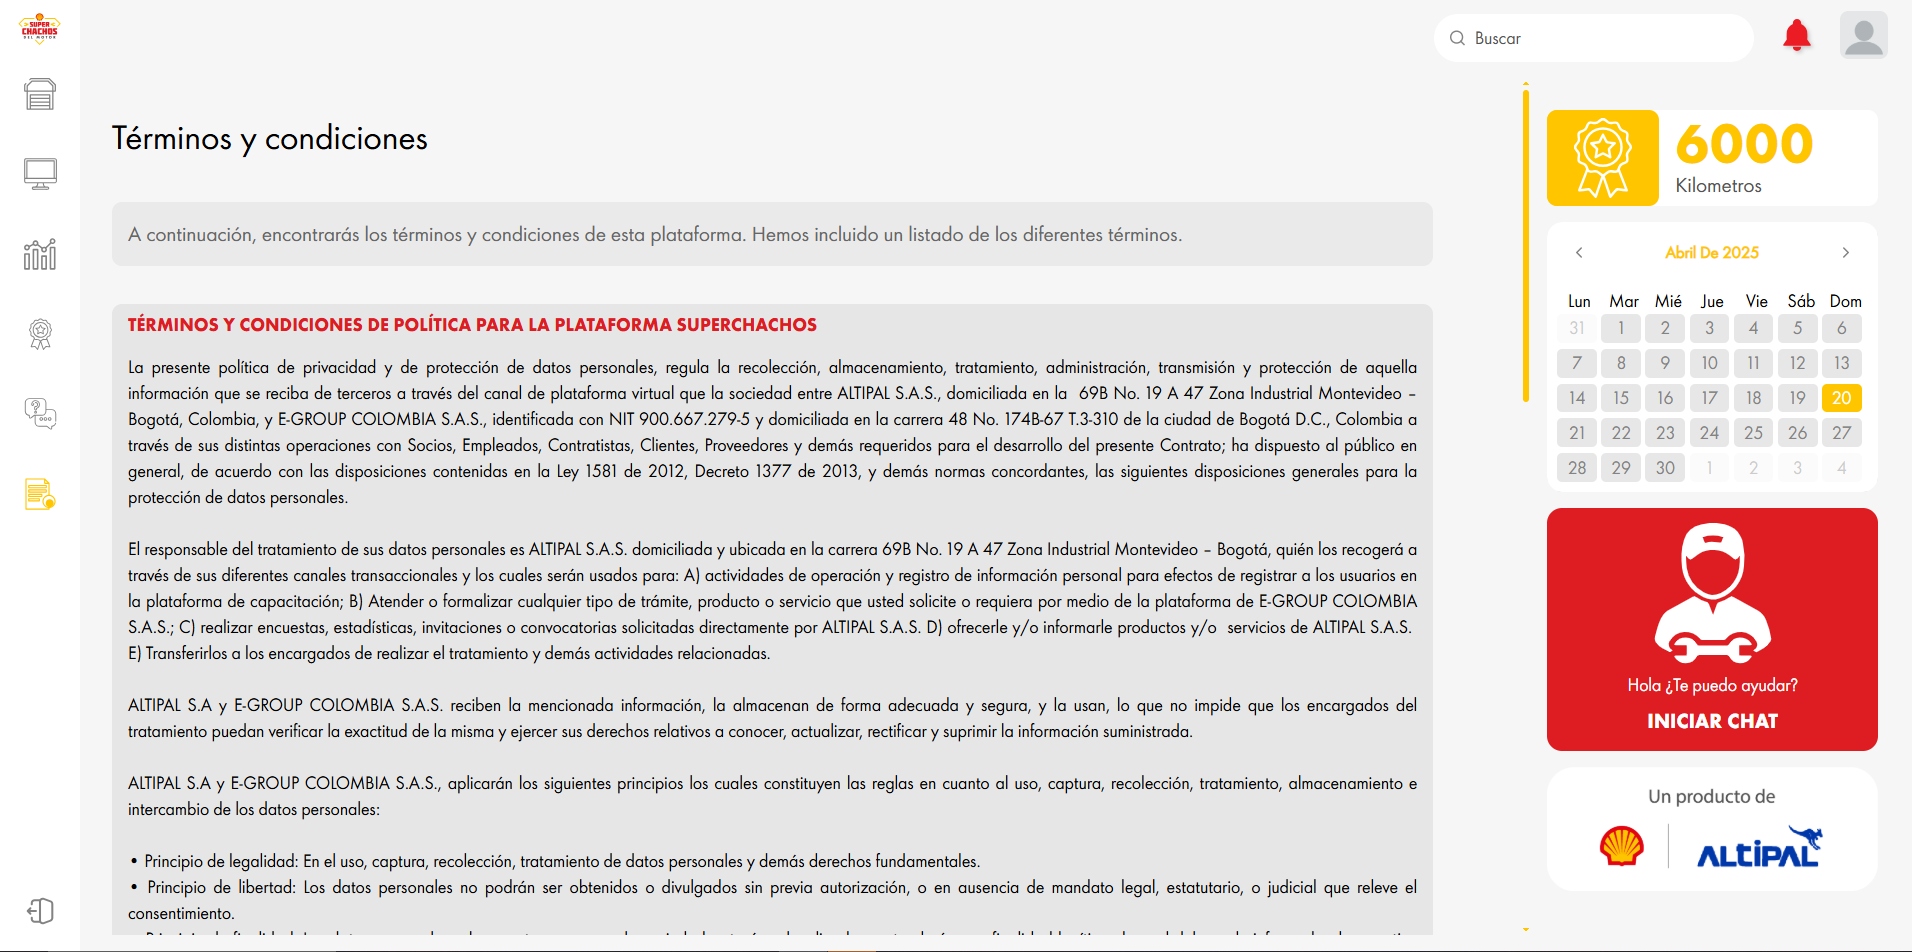 SUPER
CHACHOS
DEL MOTOR
Buscar
Términos y condiciones
A continuación, encontrarás los términos y condiciones de esta plataforma. Hemos incluido un listado de los diferentes términos.
TÉRMINOS Y CONDICIONES DE POLÍTICA PARA LA PLATAFORMA SUPERCHACHOS
La presente política de privacidad y de protección de datos personales, regula la recolección, almacenamiento, tratamiento, administración, transmisión y protección de aquella
información que se reciba de terceros a través del canal de plataforma virtual que la sociedad entre ALTIPAL S.A.S., domiciliada en la 69B No. 19 A 47 Zona Industrial Montevideo –
Bogotá, Colombia, y E-GROUP COLOMBIA S.A.S., identificada con NIT 900.667.279-5 y domiciliada en la carrera 48 No. 174B-67 T.3-310 de la ciudad de Bogotá D.C., Colombia a
través de sus distintas operaciones con Socios, Empleados, Contratistas, Clientes, Proveedores y demás requeridos para el desarrollo del presente Contrato; ha dispuesto al público en
general, de acuerdo con las disposiciones contenidas en la Ley 1581 de 2012, Decreto 1377 de 2013, y demás normas concordantes, las siguientes disposiciones generales para la
protección de datos personales.
El responsable del tratamiento de sus datos personales es ALTIPAL S.A.S. domiciliada y ubicada en la carrera 69B No. 19 A 47 Zona Industrial Montevideo – Bogotá, quién los recogerá a
través de sus diferentes canales transaccionales y los cuales serán usados para: A) actividades de operación y registro de información personal para efectos de registrar a los usuarios en
la plataforma de capacitación; B) Atender o formalizar cualquier tipo de trámite, producto o servicio que usted solicite o requiera por medio de la plataforma de E-GROUP COLOMBIA
S.A.S.; C) realizar encuestas, estadísticas, invitaciones o convocatorias solicitadas directamente por ALTIPAL S.A.S. D) ofrecerle y/o informarle productos y/o servicios de ALTIPAL S.A.S.
E) Transferirlos a los encargados de realizar el tratamiento y demás actividades relacionadas.
ALTIPAL S.A y E-GROUP COLOMBIA S.A.S. reciben la mencionada información, la almacenan de forma adecuada y segura, y la usan, lo que no impide que los encargados del
tratamiento puedan verificar la exactitud de la misma y ejercer sus derechos relativos a conocer, actualizar, rectificar y suprimir la información suministrada.
ALTIPAL S.A y E-GROUP COLOMBIA S.A.S., aplicarán los siguientes principios los cuales constituyen las reglas en cuanto al uso, captura, recolección, tratamiento, almacenamiento e
intercambio de los datos personales:
• Principio de legalidad: En el uso, captura, recolección, tratamiento de datos personales y demás derechos fundamentales.
• Principio de libertad: Los datos personales no podrán ser obtenidos o divulgados sin previa autorización, o en ausencia de mandato legal, estatutario, o judicial que releve el
consentimiento.
6000
Kilometros
Abril De 2025
Lun Mar Mié Jue Vie Sáb Dom
31 1 2 3 4 5 6
7 8 9 10 11 12 13
14 15 16 17 18 19 20
21 22 23 24 25 26 27
28 29 30 1 2 3 4
Hola ¿Te puedo ayudar?
INICIAR CHAT
Un producto de
ALTIPAL